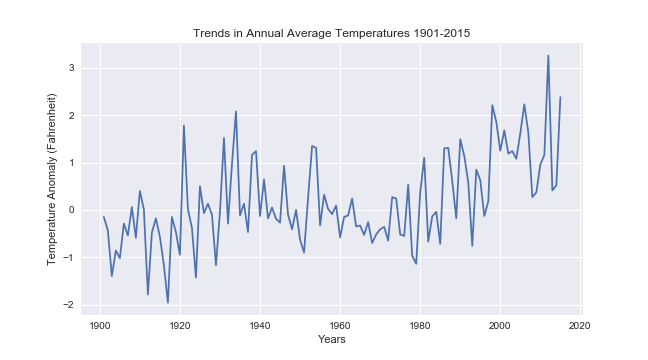 Trends in Annual Average Temperatures 1901-2015
Temperature Anomaly (Fahrenheit)
3
2
1
0
−1
−2
1900 1920 1940 1960 1980 2000 2020
Years